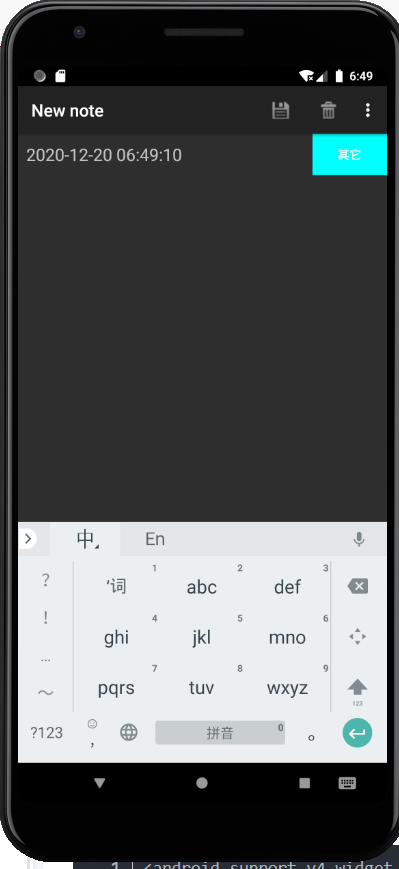 6:49
New note
2020-12-20 06:49:10
其它
中
En
?
!
...
～
'词
1
abc
2
def
3
ghi
4
jkl
5
mno
6
pqrs
7
tuv
8
wxyz
9
123
?123
,
拼音
0
。
1 <android.support.v4.widget